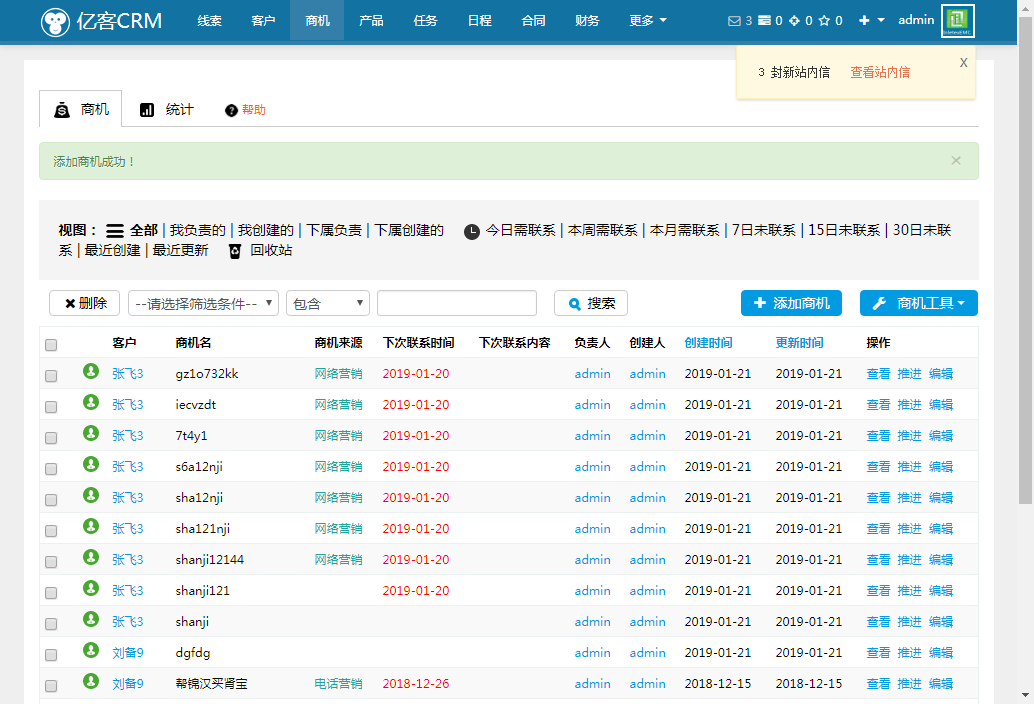 亿客CRM 线索 客户 商机 产品 任务 日程 合同 财务 更多 3 0 0 0 admin
3 封新站内信 查看站内信 X
商机 统计 帮助
添加商机成功！ ×
视图： 全部 | 我负责的 | 我创建的 | 下属负责 | 下属创建的 今日需联系 | 本周需联系 | 本月需联系 | 7日未联系 | 15日未联系 | 30日未联
系 | 最近创建 | 最近更新 回收站
删除 --请选择筛选条件-- 包含 搜索 添加商机 商机工具
客户 商机名 商机来源 下次联系时间 下次联系内容 负责人 创建人 创建时间 更新时间 操作
张飞3 gz1o732kk 网络营销 2019-01-20 admin admin 2019-01-21 2019-01-21 查看 推进 编辑
张飞3 iecvzdt 网络营销 2019-01-20 admin admin 2019-01-21 2019-01-21 查看 推进 编辑
张飞3 7t4y1 网络营销 2019-01-20 admin admin 2019-01-21 2019-01-21 查看 推进 编辑
张飞3 s6a12nji 网络营销 2019-01-20 admin admin 2019-01-21 2019-01-21 查看 推进 编辑
张飞3 sha12nji 网络营销 2019-01-20 admin admin 2019-01-21 2019-01-21 查看 推进 编辑
张飞3 sha121nji 网络营销 2019-01-20 admin admin 2019-01-21 2019-01-21 查看 推进 编辑
张飞3 shanji12144 网络营销 2019-01-20 admin admin 2019-01-21 2019-01-21 查看 推进 编辑
张飞3 shanji121 2019-01-20 admin admin 2019-01-21 2019-01-21 查看 推进 编辑
张飞3 shanji admin admin 2019-01-21 2019-01-21 查看 推进 编辑
刘备9 dgfdg admin admin 2019-01-21 2019-01-21 查看 推进 编辑
刘备9 帮锦汉买肾宝 电话营销 2018-12-26 admin admin 2018-12-15 2018-12-15 查看 推进 编辑